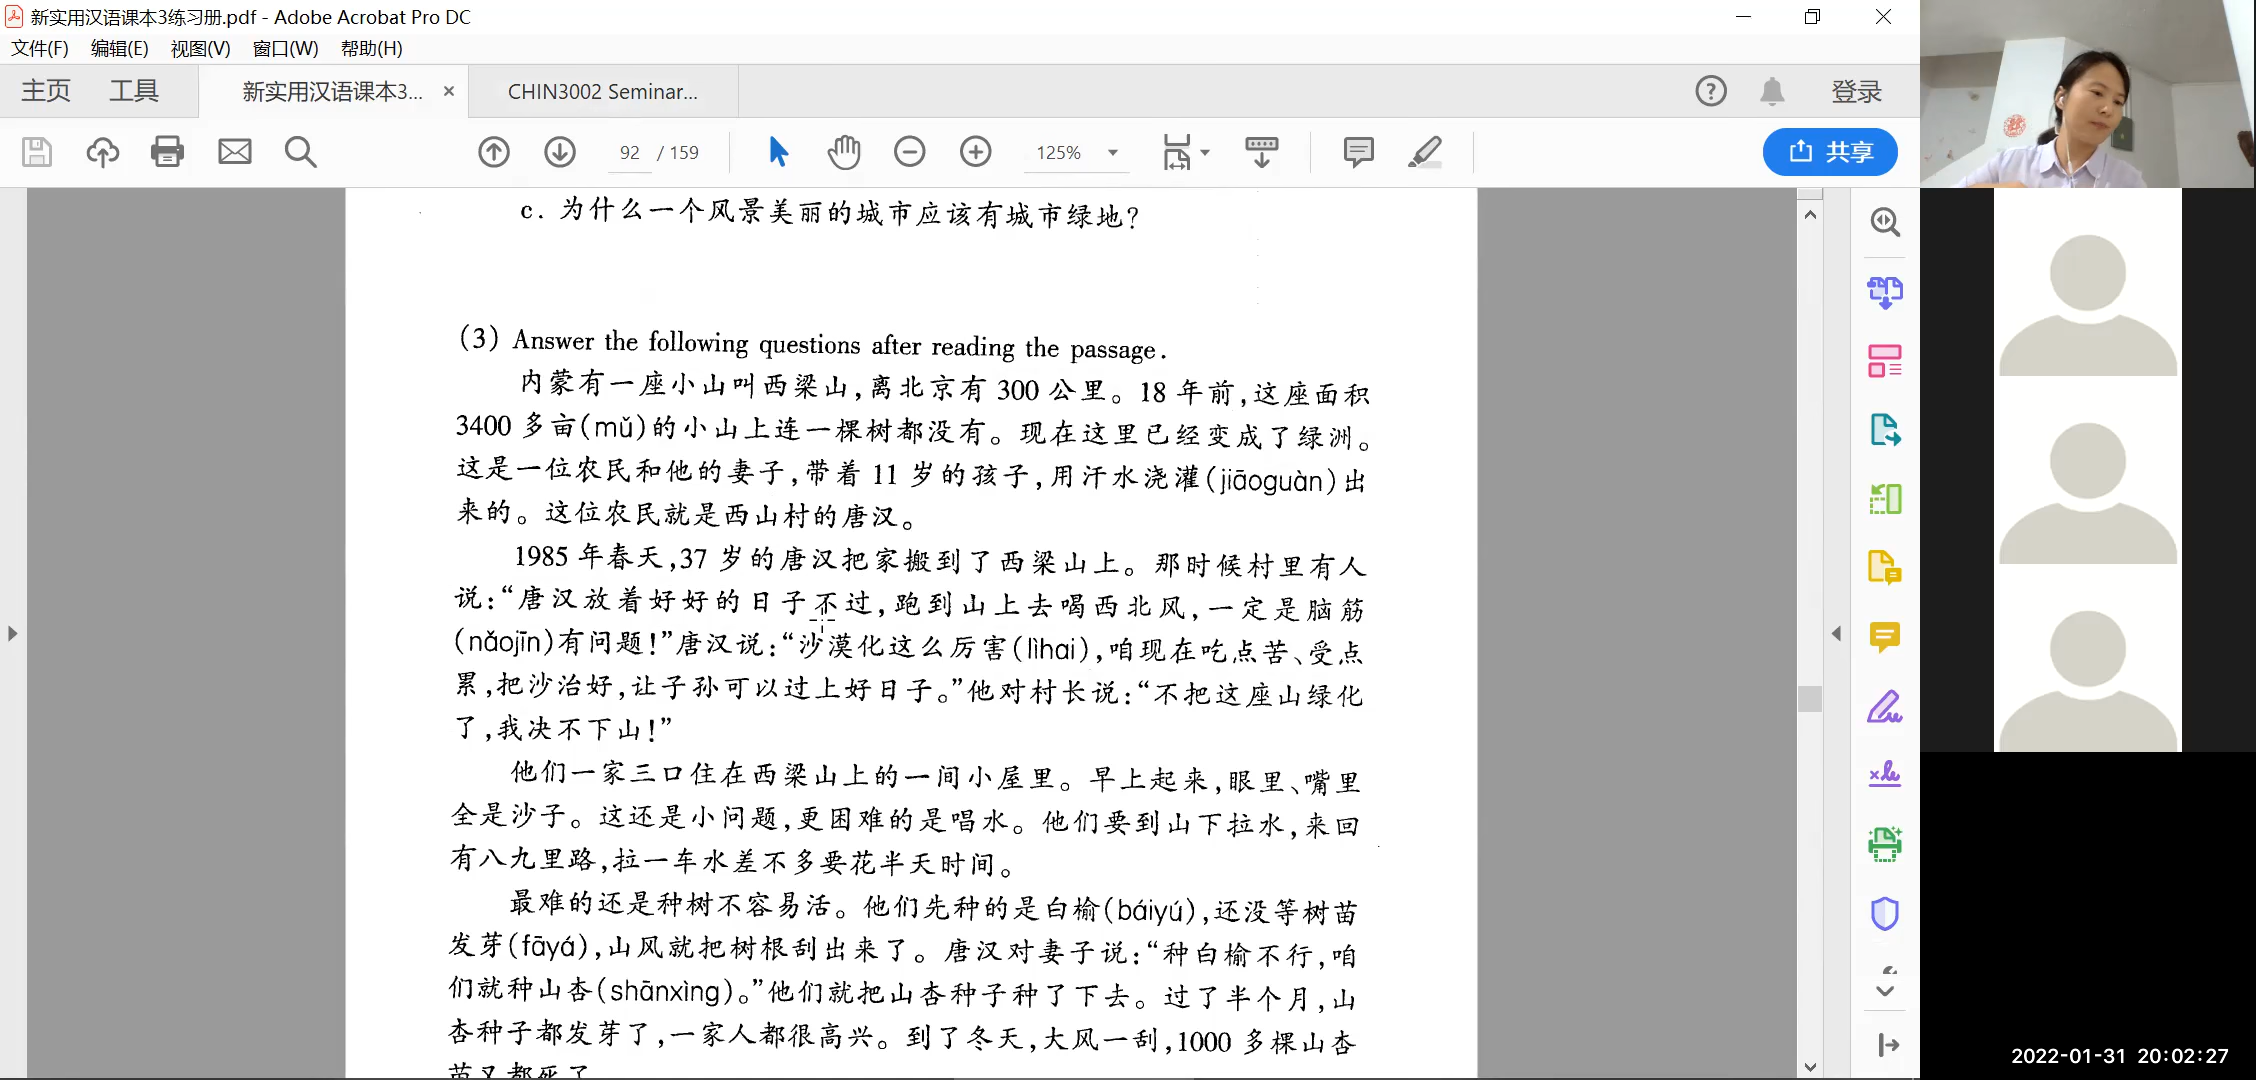 新实用汉语课本3练习册.pdf - Adobe Acrobat Pro DC
文件(F) 编辑(E) 视图(V) 窗口(W) 帮助(H)
主页 工具 新实用汉语课本3... × CHIN3002 Seminar... 登录
92 / 159 125% 共享
c. 为什么一个风景美丽的城市应该有城市绿地?
(3) Answer the following questions after reading the passage.
内蒙有一座小山叫西梁山,离北京有 300 公里。18 年前,这座面积
3400 多亩(mǔ)的小山上连一棵树都没有。现在这里已经变成了绿洲。
这是一位农民和他的妻子,带着 11 岁的孩子,用汗水浇灌(jiāoguàn)出
来的。这位农民就是西山村的唐汉。
1985 年春天,37 岁的唐汉把家搬到了西梁山上。那时候村里有人
说:“唐汉放着好好的日子不过,跑到山上去喝西北风,一定是脑筋
(nǎojīn)有问题!”唐汉说:“沙漠化这么厉害(lìhai),咱现在吃点苦、受点
累,把沙治好,让子孙可以过上好日子。”他对村长说:“不把这座山绿化
了,我决不下山!”
他们一家三口住在西梁山上的一间小屋里。早上起来,眼里、嘴里
全是沙子。这还是小问题,更困难的是唱水。他们要到山下拉水,来回
有八九里路,拉一车水差不多要花半天时间。
最难的还是种树不容易活。他们先种的是白榆(báiyú),还没等树苗
发芽(fāyá),山风就把树根刮出来了。唐汉对妻子说:“种白榆不行,咱
们就种山杏(shānxìng)。”他们就把山杏种子种了下去。过了半个月,山
杏种子都发芽了,一家人都很高兴。到了冬天,大风一刮,1000 多棵山杏
苗又都死了
2022-01-31 20:02:27